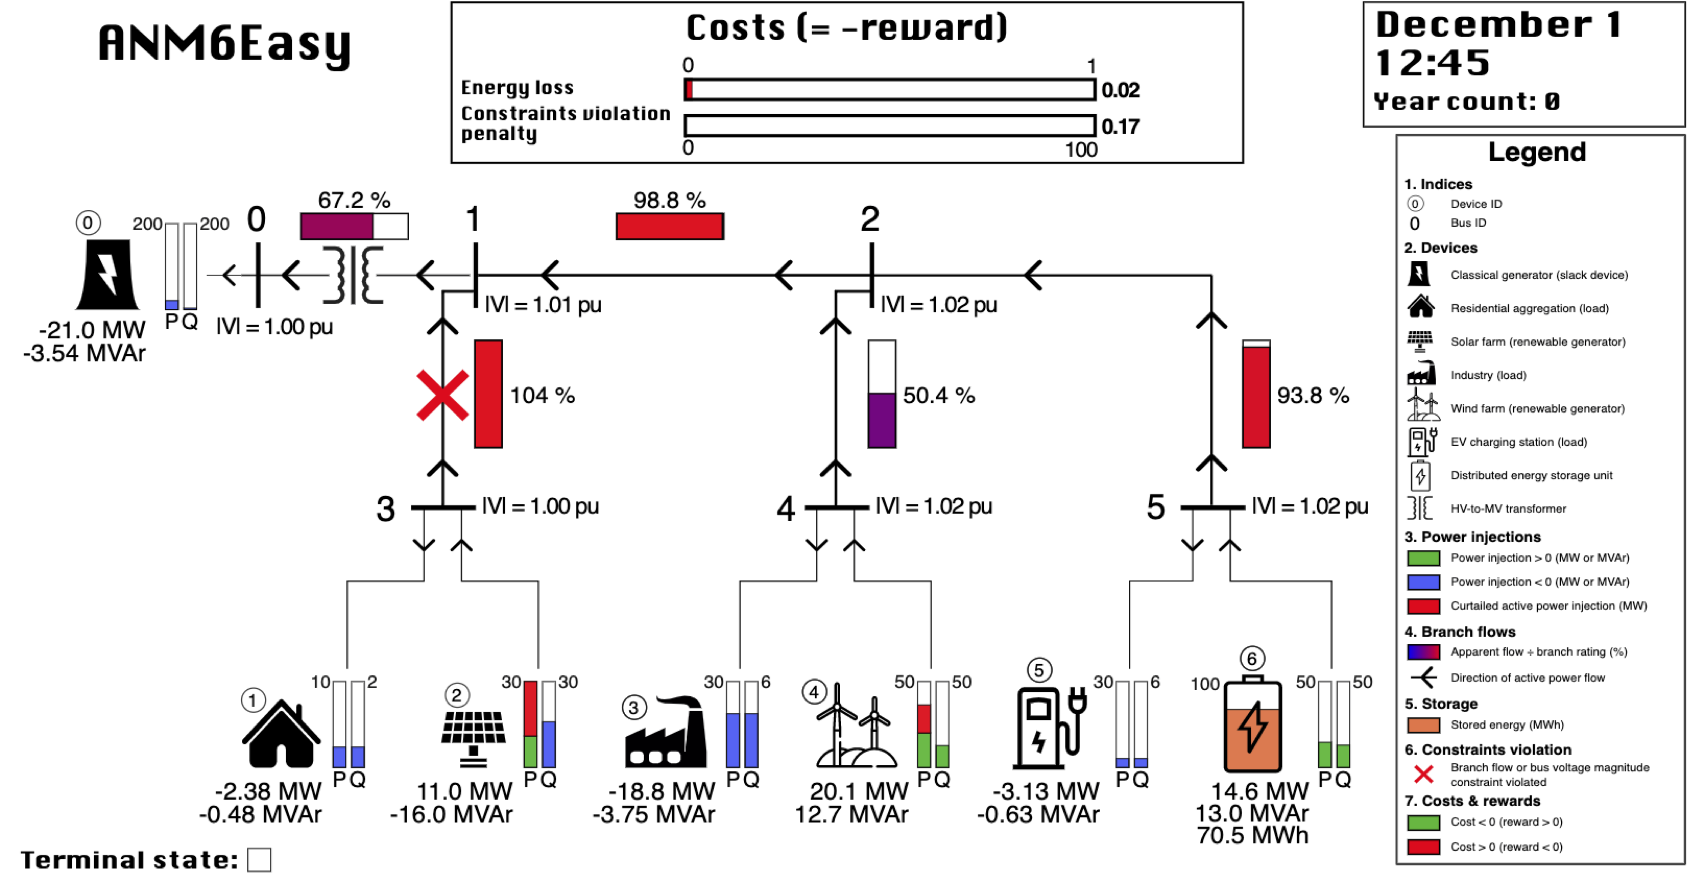 ANM6Easy
Costs (= -reward)
0 1
Energy loss 0.02
Constraints violation
penalty 0.17
0 100
December 1
12:45
Year count: 0
67.2 % 98.8 %
0 200 200 0 1 2
|V| = 1.01 pu |V| = 1.02 pu
P Q
-21.0 MW |V| = 1.00 pu
-3.54 MVAr
104 % 50.4 % 93.8 %
3 |V| = 1.00 pu 4 |V| = 1.02 pu 5 |V| = 1.02 pu
1 10 2 2 30 30 3 30 6 4 50 50 5 30 6 6 100 50 50
P Q P Q P Q P Q P Q P Q
-2.38 MW 11.0 MW -18.8 MW 20.1 MW -3.13 MW 14.6 MW
-0.48 MVAr -16.0 MVAr -3.75 MVAr 12.7 MVAr -0.63 MVAr 13.0 MVAr
70.5 MWh
Terminal state:
Legend
1. Indices
0 Device ID
0 Bus ID
2. Devices
Classical generator (slack device)
Residential aggregation (load)
Solar farm (renewable generator)
Industry (load)
Wind farm (renewable generator)
EV charging station (load)
Distributed energy storage unit
HV-to-MV transformer
3. Power injections
Power injection > 0 (MW or MVAr)
Power injection < 0 (MW or MVAr)
Curtailed active power injection (MW)
4. Branch flows
Apparent flow ÷ branch rating (%)
Direction of active power flow
5. Storage
Stored energy (MWh)
6. Constraints violation
Branch flow or bus voltage magnitude
constraint violated
7. Costs & rewards
Cost < 0 (reward > 0)
Cost > 0 (reward < 0)